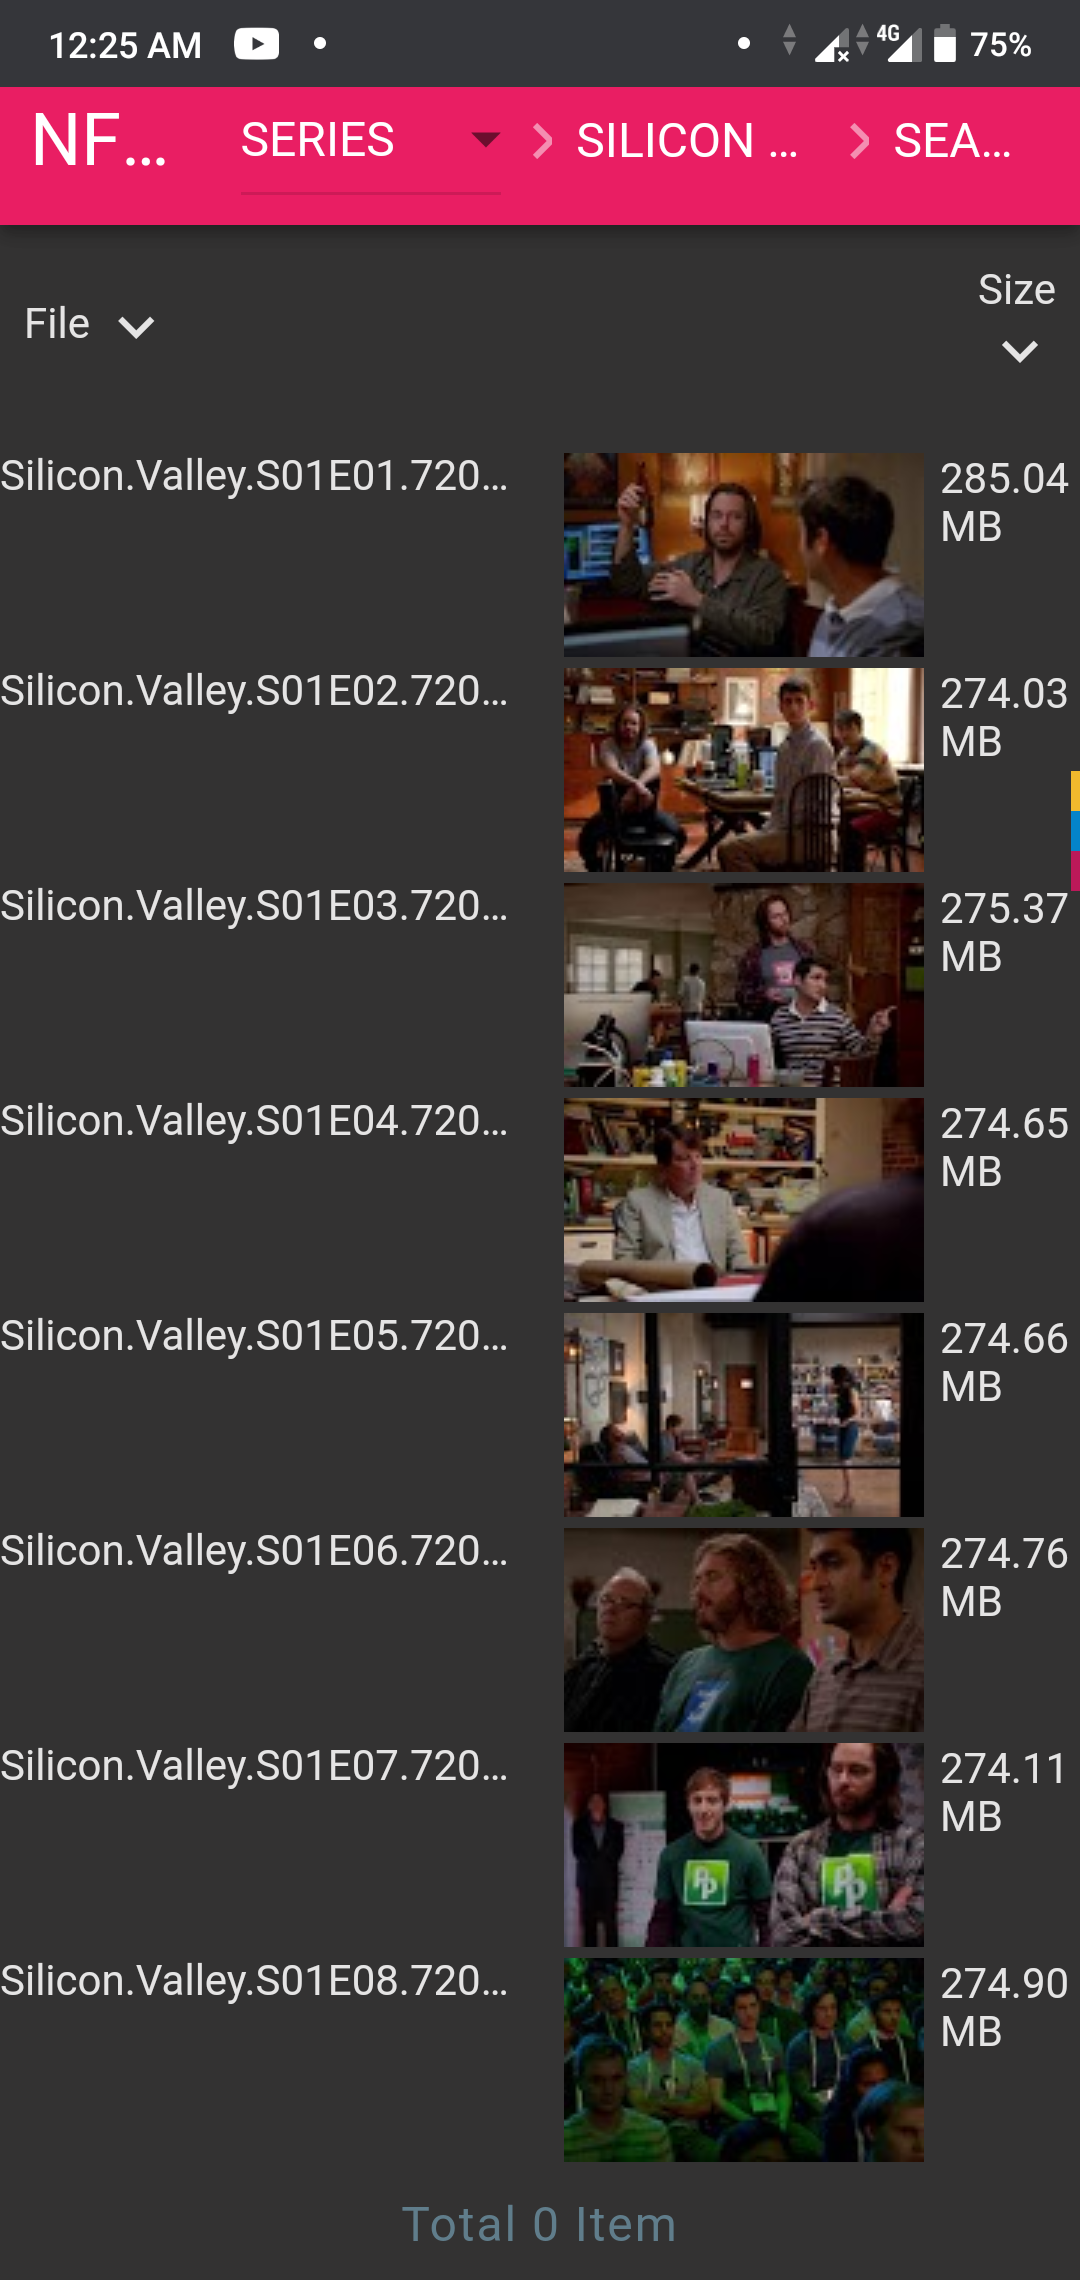 12:25 AM 4G 75%
NF... SERIES SILICON ... SEA...
File Size
Silicon.Valley.S01E01.720... 285.04 MB
Silicon.Valley.S01E02.720... 274.03 MB
Silicon.Valley.S01E03.720... 275.37 MB
Silicon.Valley.S01E04.720... 274.65 MB
Silicon.Valley.S01E05.720... 274.66 MB
Silicon.Valley.S01E06.720... 274.76 MB
Silicon.Valley.S01E07.720... 274.11 MB
Pp Pp
Silicon.Valley.S01E08.720... 274.90 MB
Total 0 Item